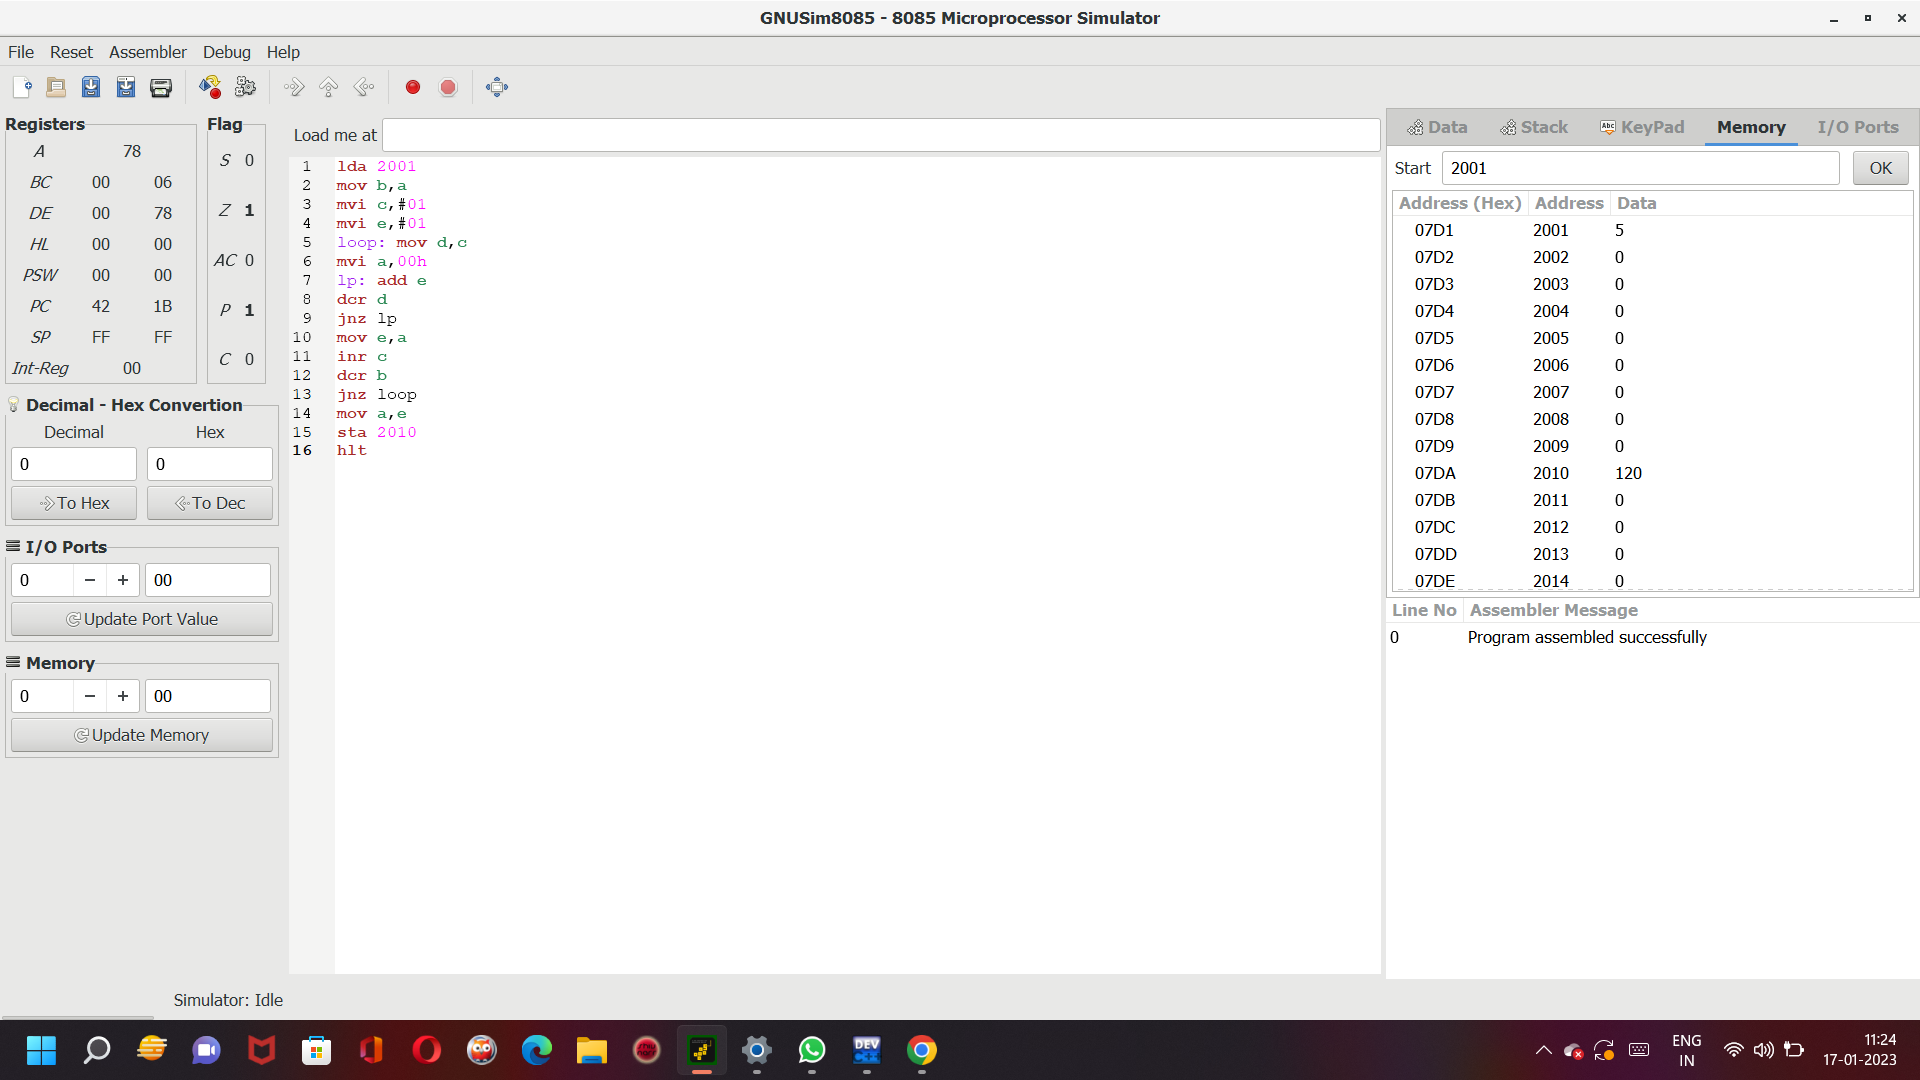 GNUSim8085 - 8085 Microprocessor Simulator
File Reset Assembler Debug Help
Registers
A 78
BC 00 06
DE 00 78
HL 00 00
PSW 00 00
PC 42 1B
SP FF FF
Int-Reg 00
Flag
S 0
Z 1
AC 0
P 1
C 0
Decimal - Hex Convertion
Decimal Hex
0 0
To Hex To Dec
I/O Ports
0 − + 00
Update Port Value
Memory
0 − + 00
Update Memory
Load me at
1 lda 2001
2 mov b,a
3 mvi c,#01
4 mvi e,#01
5 loop: mov d,c
6 mvi a,00h
7 lp: add e
8 dcr d
9 jnz lp
10 mov e,a
11 inr c
12 dcr b
13 jnz loop
14 mov a,e
15 sta 2010
16 hlt
Data Stack KeyPad Memory I/O Ports
Start 2001 OK
Address (Hex) Address Data
07D1 2001 5
07D2 2002 0
07D3 2003 0
07D4 2004 0
07D5 2005 0
07D6 2006 0
07D7 2007 0
07D8 2008 0
07D9 2009 0
07DA 2010 120
07DB 2011 0
07DC 2012 0
07DD 2013 0
07DE 2014 0
Line No Assembler Message
0 Program assembled successfully
Simulator: Idle
DEV
C++
ENG
IN
11:24
17-01-2023